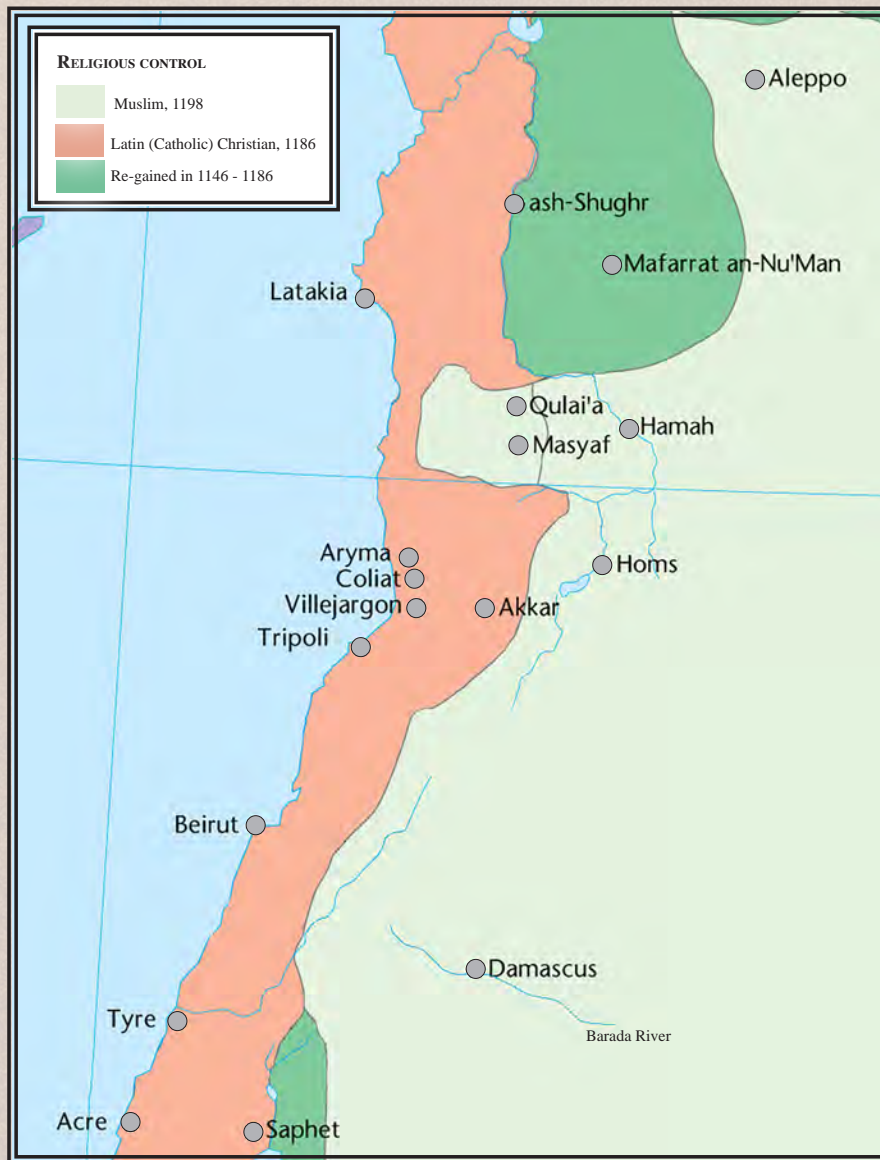 RELIGIOUS CONTROL
Muslim, 1198
Latin (Catholic) Christian, 1186
Re-gained in 1146 - 1186
Aleppo
ash-Shughr
Mafarrat an-Nu'Man
Latakia
Qulai'a
Hamah
Masyaf
Aryma
Homs
Coliat
Villejargon
Akkar
Tripoli
Beirut
Damascus
Tyre
Barada River
Acre
Saphet